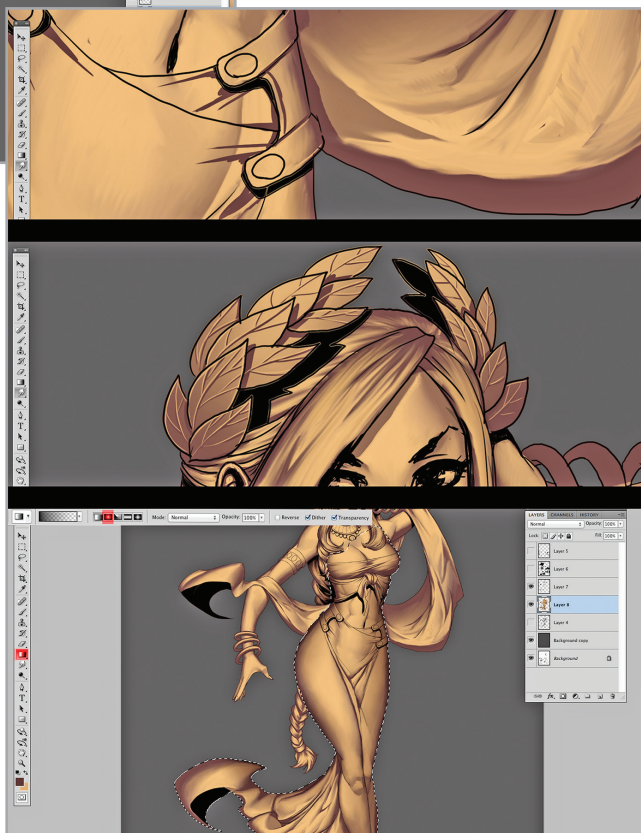 T
T
Mode: Normal Opacity: 100% Reverse Dither Transparency
LAYERS CHANNELS HISTORY
Normal Opacity: 100%
Lock: Fill: 100%
Layer 5
Layer 6
Layer 7
Layer 8
Layer 4
Background copy
Background
fx
T